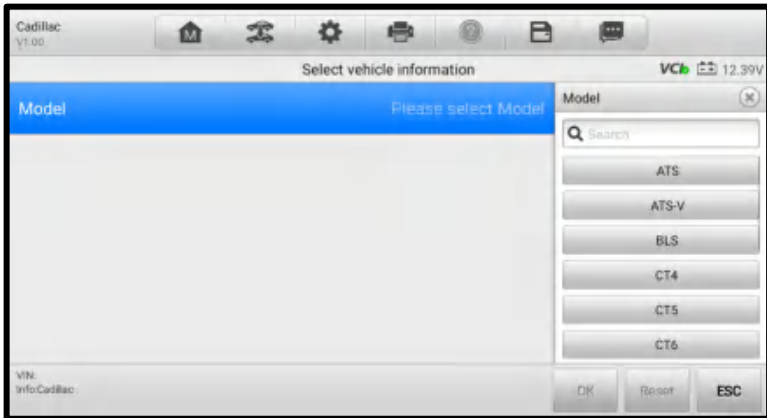 Cadillac
V1.00
M
Select vehicle information
VCI 12.39V
Model Please select Model
Model
Search
ATS
ATS-V
BLS
CT4
CT5
CT6
VIN:
Info:Cadillac
OK Reset ESC